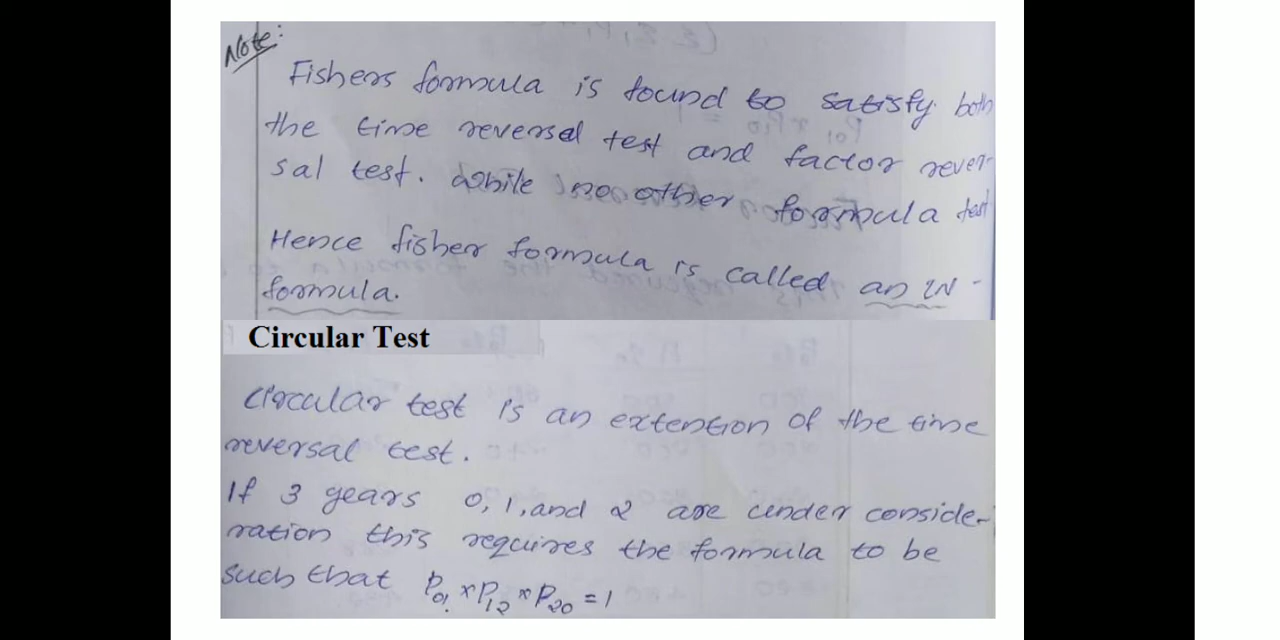 Note:
Fishers formula is found to satisfy both
the time reversal test and factor rever-
sal test. While no other formula test
Hence fisher formula is called an IN-
formula.
Circular Test
Circular test is an extention of the time
reversal test.
If 3 years 0, 1, and 2 are under conside-
ration this requires the formula to be
such that P01 × P12 × P20 = 1